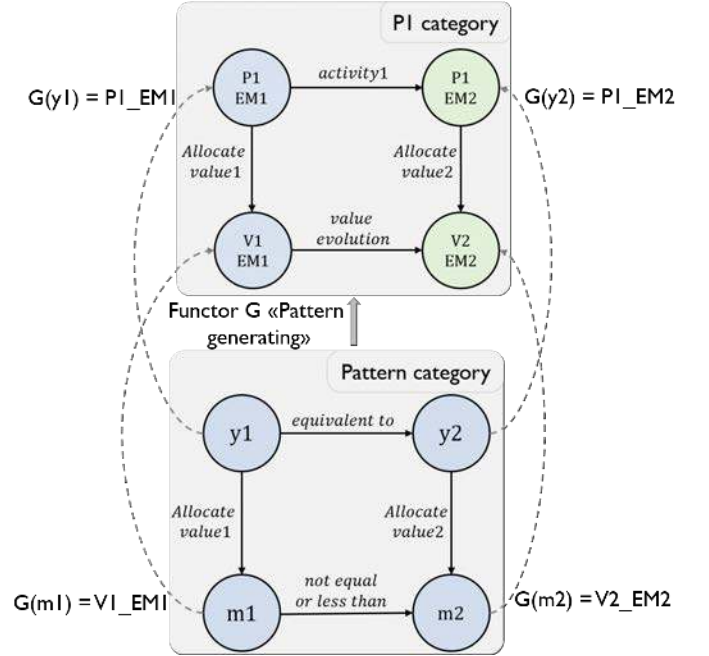 P1 category
P1
EM1
activity1
P1
EM2
G(y1) = P1_EM1
G(y2) = P1_EM2
Allocate
value1
Allocate
value2
V1
EM1
value
evolution
V2
EM2
Functor G «Pattern
generating»
Pattern category
y1
equivalent to
y2
Allocate
value1
Allocate
value2
G(m1) = V1_EM1
m1
not equal
or less than
m2
G(m2) = V2_EM2